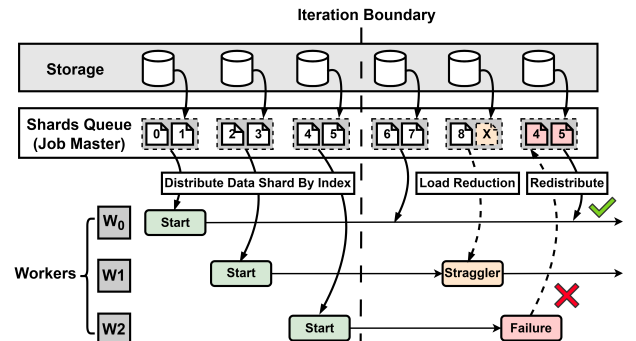 Iteration Boundary
Storage
Shards Queue
(Job Master)
0 1 2 3 4 5 6 7 8 X 4 5
Distribute Data Shard By Index
Load Reduction
Redistribute
W0
Start
Workers
W1
Start
Straggler
W2
Start
Failure